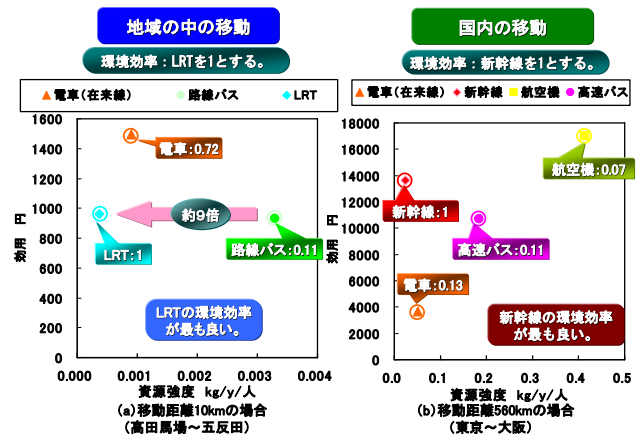 地域の中の移動
環境効率：LRTを1とする。
電車(在来線)　路線バス　LRT
効用　円
1600
1400
1200
1000
800
600
400
200
0
電車:0.72
約9倍
LRT:1
路線バス:0.11
LRTの環境効率
が最も良い。
0.000　0.001　0.002　0.003　0.004
資源強度　kg/y/人
(a)移動距離10kmの場合
(高田馬場～五反田)
国内の移動
環境効率：新幹線を1とする。
電車(在来線)　新幹線　航空機　高速バス
効用　円
18000
16000
14000
12000
10000
8000
6000
4000
2000
0
航空機:0.07
新幹線:1
高速バス:0.11
電車:0.13
新幹線の環境効率
が最も良い。
0.0　0.1　0.2　0.3　0.4　0.5
資源強度　kg/y/人
(b)移動距離560kmの場合
(東京～大阪)